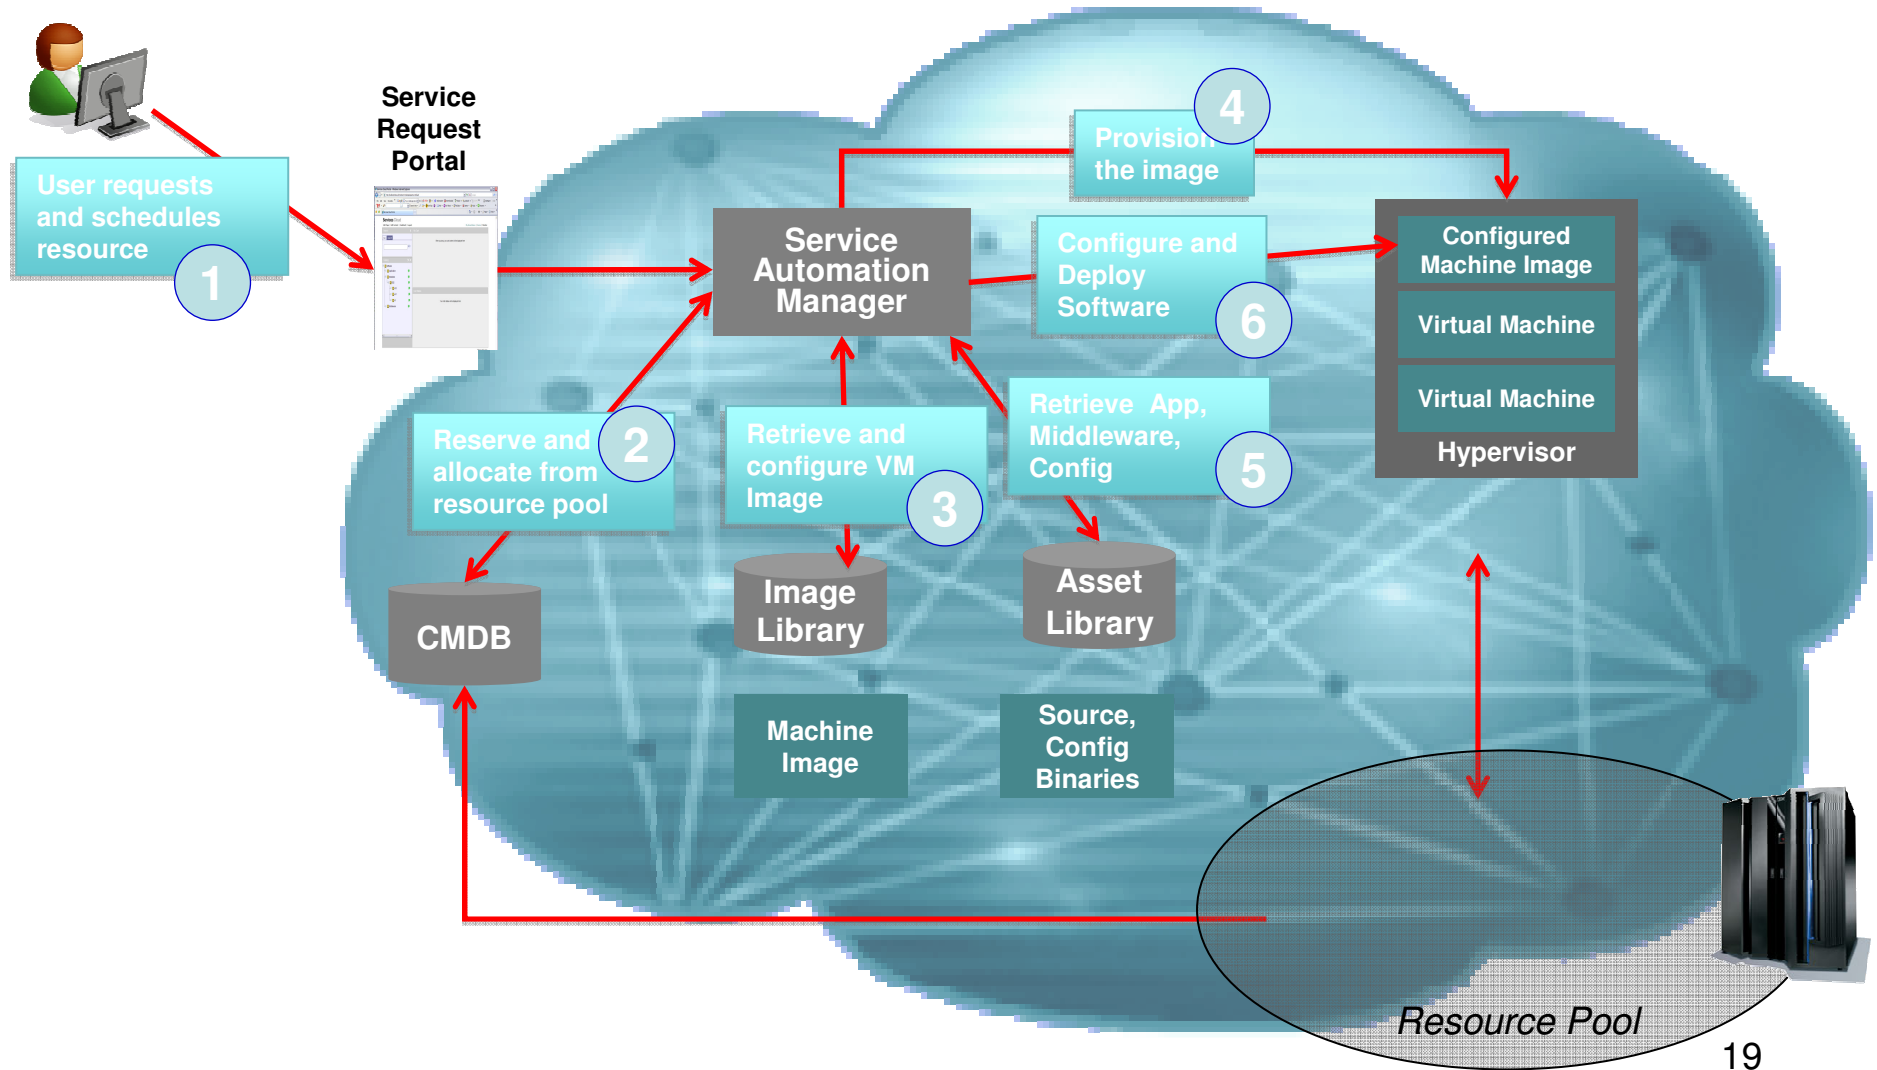 Service
Request
Portal
User requests
and schedules
resource
1
Service
Automation
Manager
Provision
the image
4
Configure and
Deploy
Software
6
Configured
Machine Image
Virtual Machine
Virtual Machine
Hypervisor
Reserve and
allocate from
resource pool
2
Retrieve and
configure VM
Image
3
Retrieve App,
Middleware,
Config
5
CMDB
Image
Library
Asset
Library
Machine
Image
Source,
Config
Binaries
Resource Pool
19